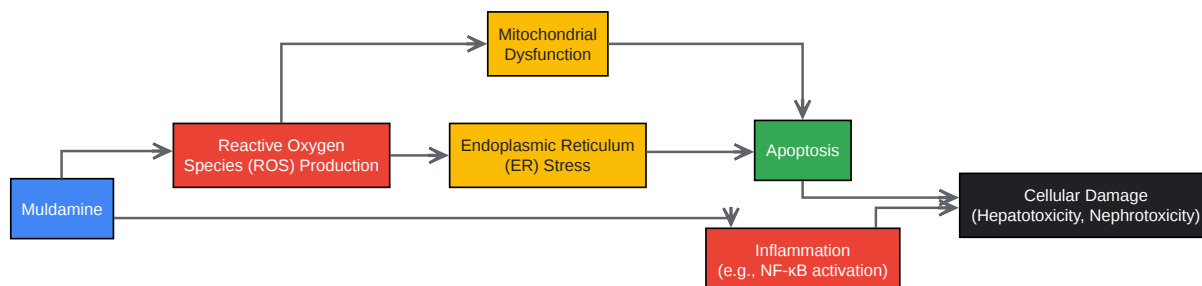 Mitochondrial
Dysfunction
Reactive Oxygen
Species (ROS) Production
Endoplasmic Reticulum
(ER) Stress
Apoptosis
Muldamine
Cellular Damage
(Hepatotoxicity, Nephrotoxicity)
Inflammation
(e.g., NF-κB activation)